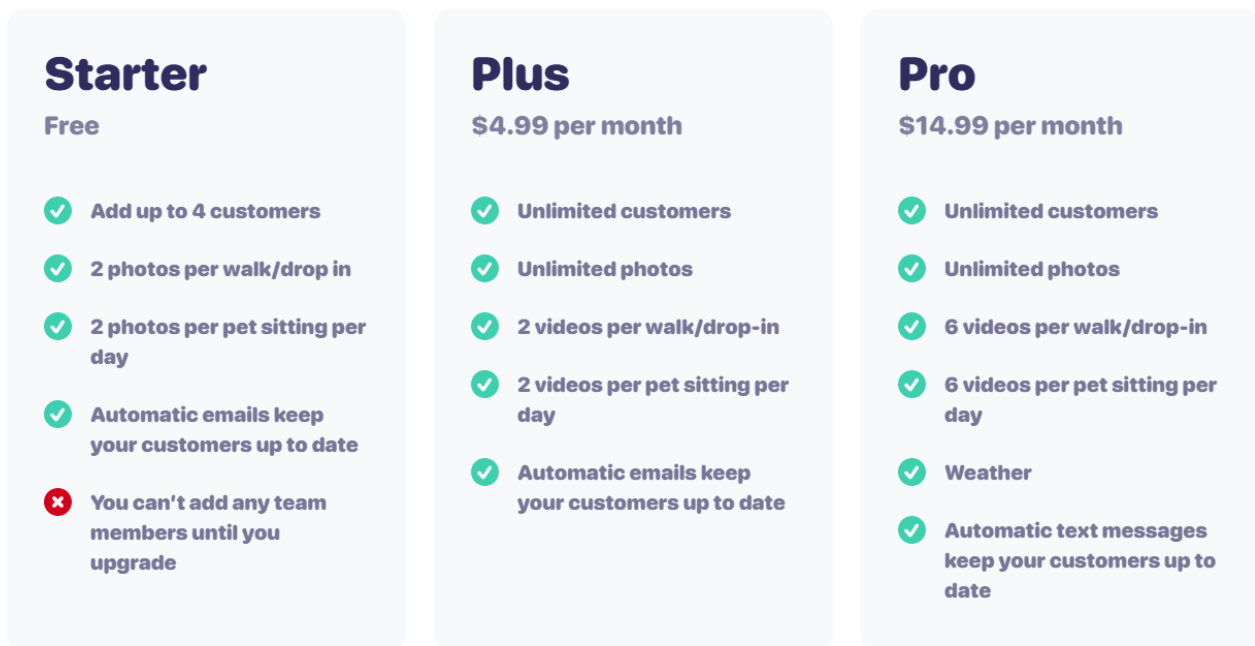 Starter
Free
Add up to 4 customers
2 photos per walk/drop in
2 photos per pet sitting per
day
Automatic emails keep
your customers up to date
You can't add any team
members until you
upgrade
Plus
$4.99 per month
Unlimited customers
Unlimited photos
2 videos per walk/drop-in
2 videos per pet sitting per
day
Automatic emails keep
your customers up to date
Pro
$14.99 per month
Unlimited customers
Unlimited photos
6 videos per walk/drop-in
6 videos per pet sitting per
day
Weather
Automatic text messages
keep your customers up to
date